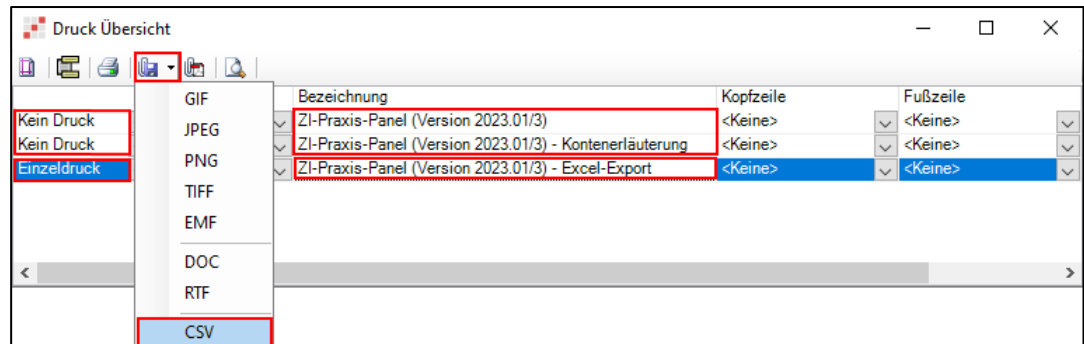 Druck Übersicht
Bezeichnung Kopfzeile Fußzeile
Kein Druck ZI-Praxis-Panel (Version 2023.01/3) <Keine> <Keine>
Kein Druck ZI-Praxis-Panel (Version 2023.01/3) - Kontenerläuterung <Keine> <Keine>
Einzeldruck ZI-Praxis-Panel (Version 2023.01/3) - Excel-Export <Keine> <Keine>
GIF
JPEG
PNG
TIFF
EMF
DOC
RTF
CSV